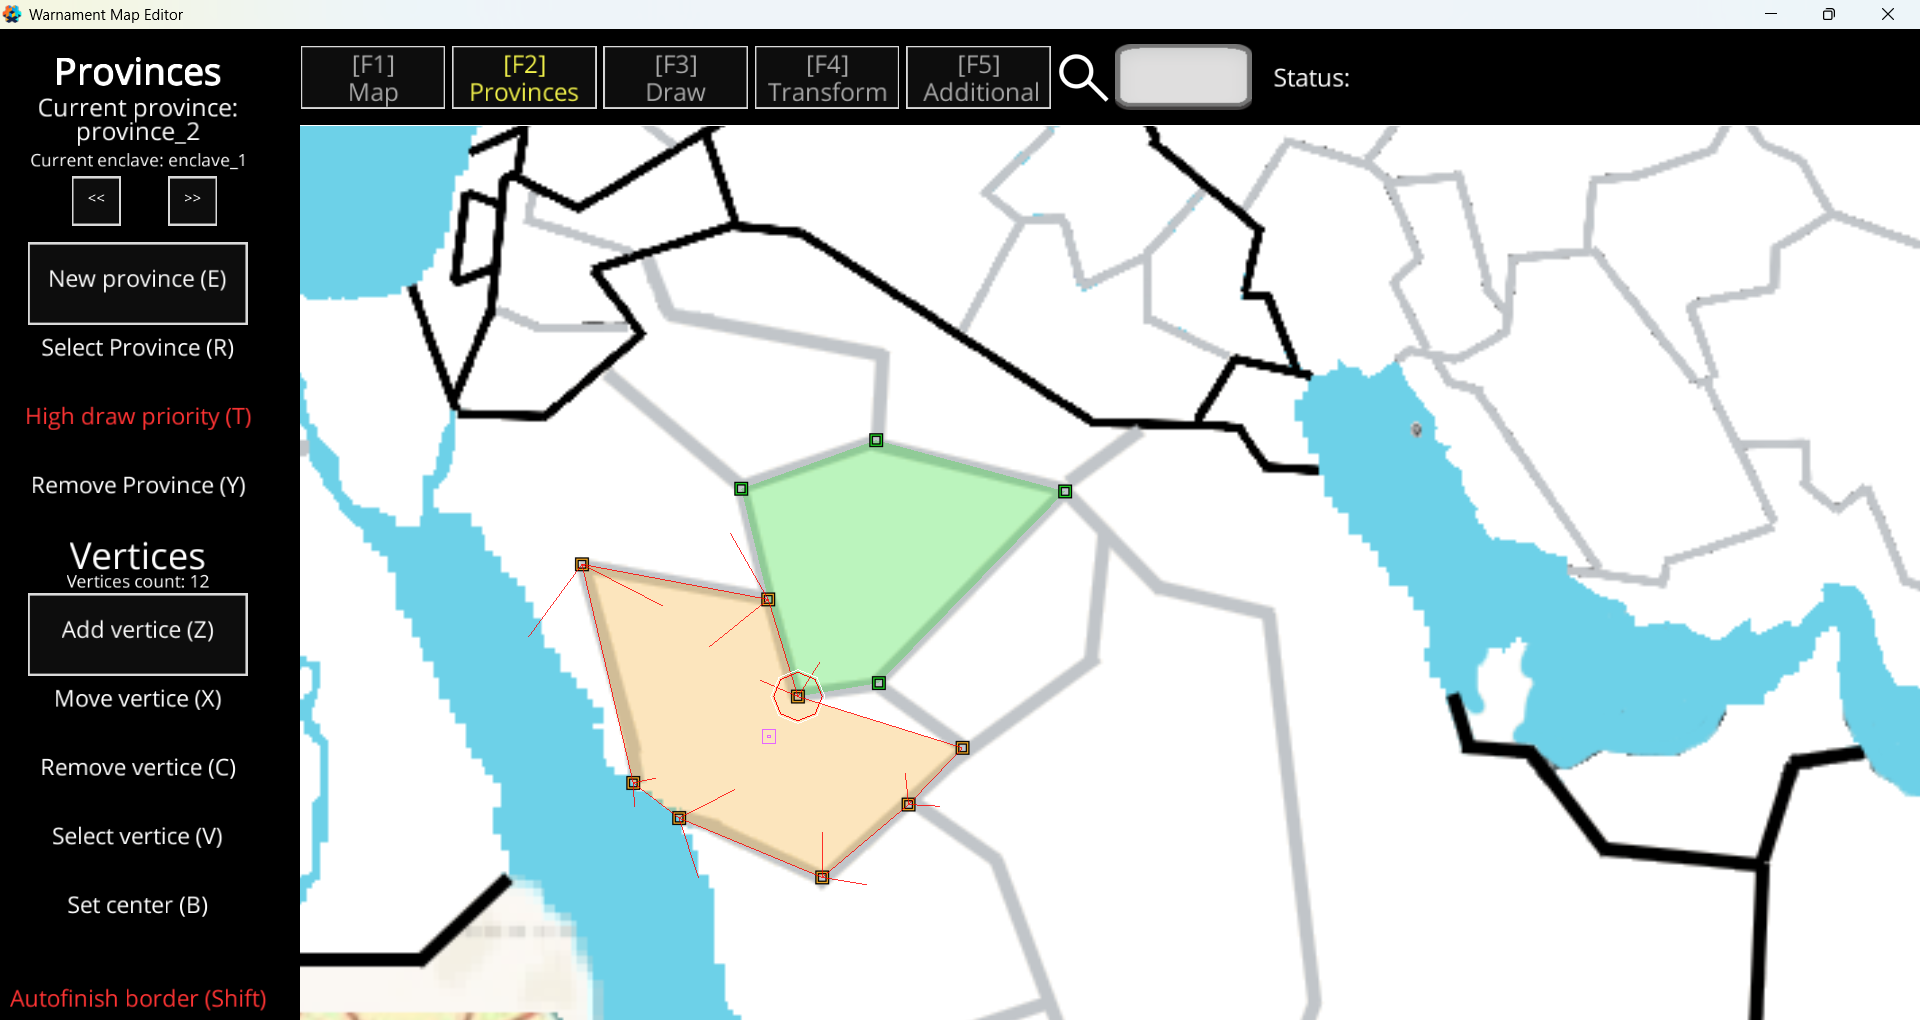 Warnament Map Editor
Provinces
Current province:
province_2
Current enclave: enclave_1
<<
>>
New province (E)
Select Province (R)
High draw priority (T)
Remove Province (Y)
Vertices
Vertices count: 12
Add vertice (Z)
Move vertice (X)
Remove vertice (C)
Select vertice (V)
Set center (B)
Autofinish border (Shift)
[F1]
Map
[F2]
Provinces
[F3]
Draw
[F4]
Transform
[F5]
Additional
Status: